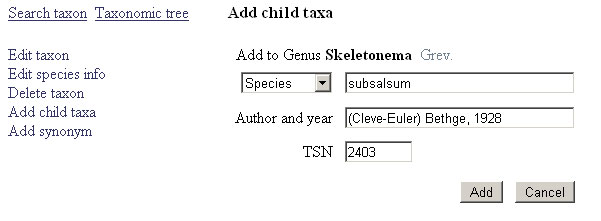 Search taxon Taxonomic tree Add child taxa
Edit taxon
Edit species info
Delete taxon
Add child taxa
Add synonym
Add to Genus Skeletonema Grev.
Species subsalsum
Author and year (Cleve-Euler) Bethge, 1928
TSN 2403
Add Cancel